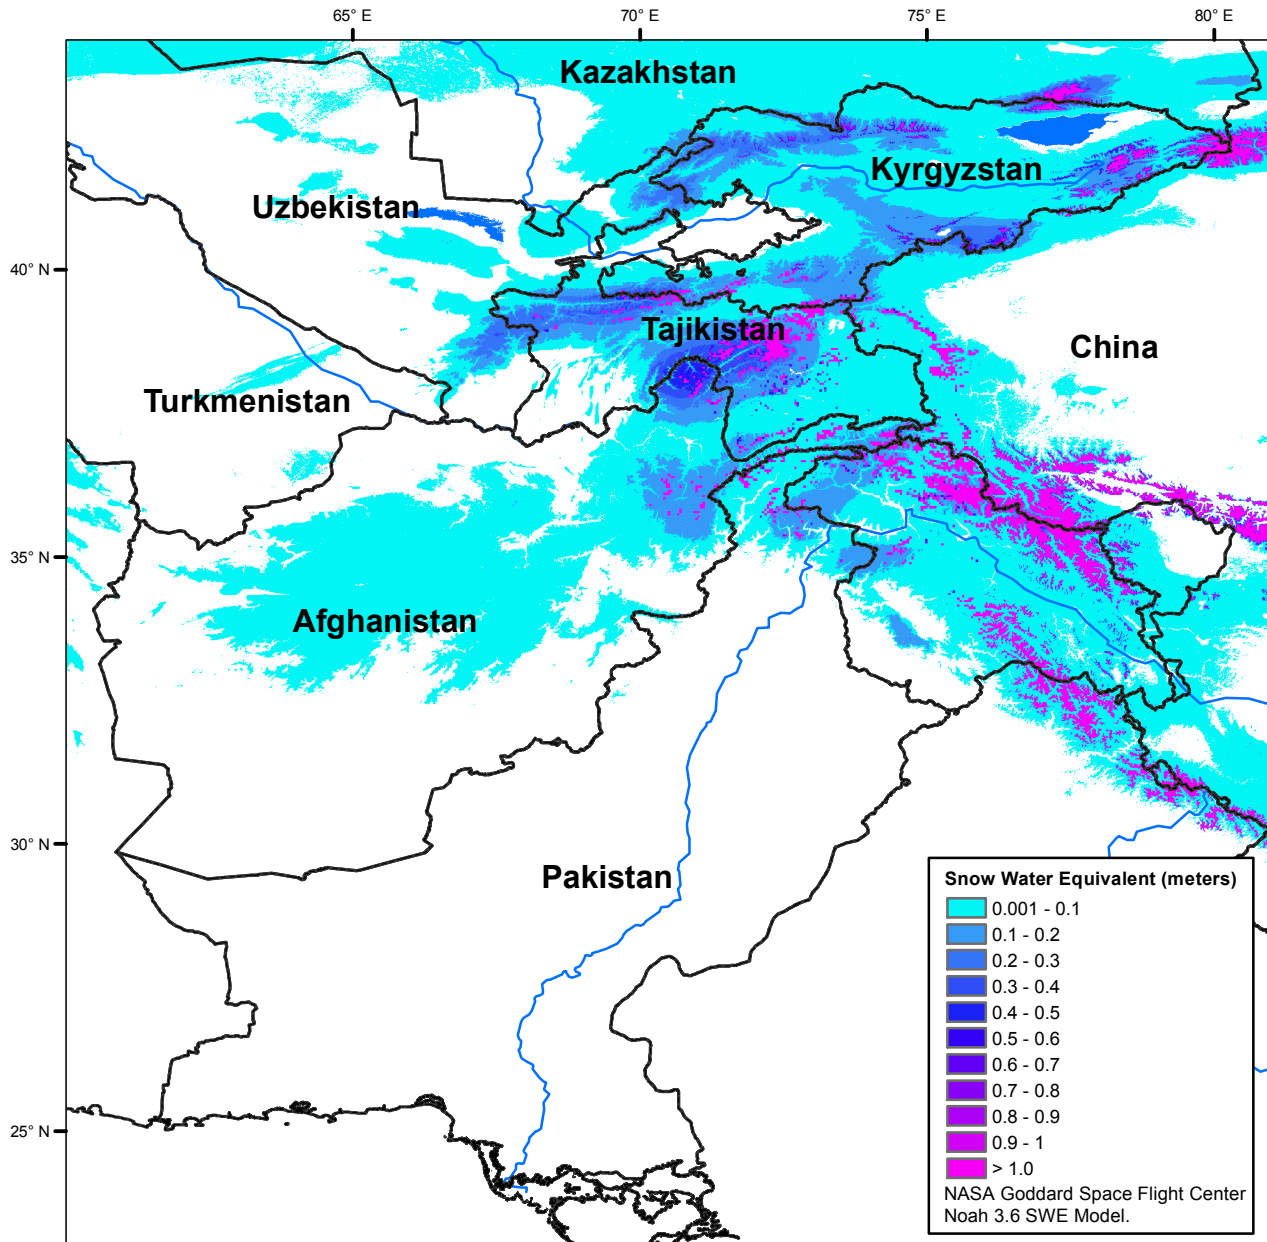 65° E
70° E
75° E
80° E
Kazakhstan
Kyrgyzstan
Uzbekistan
40° N
Tajikistan
China
Turkmenistan
35° N
Afghanistan
30° N
Pakistan
25° N
Snow Water Equivalent (meters)
0.001 - 0.1
0.1 - 0.2
0.2 - 0.3
0.3 - 0.4
0.4 - 0.5
0.5 - 0.6
0.6 - 0.7
0.7 - 0.8
0.8 - 0.9
0.9 - 1
> 1.0
NASA Goddard Space Flight Center
Noah 3.6 SWE Model.